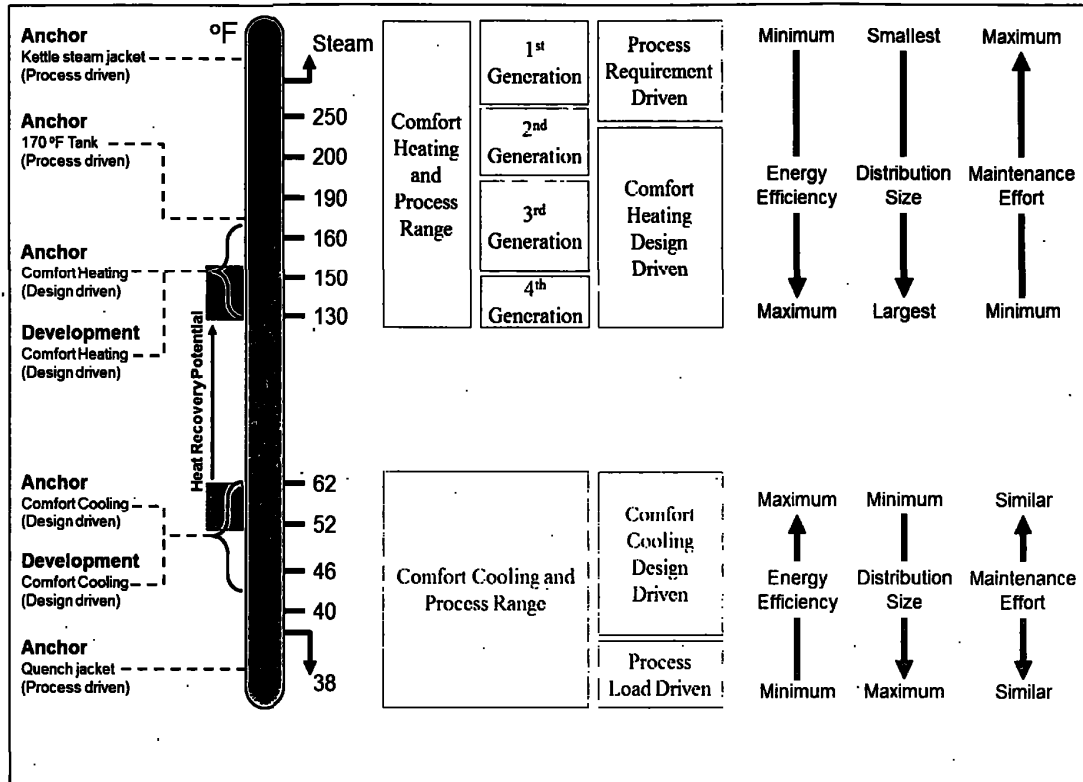 Anchor
Kettle steam jacket
(Process driven)
Anchor
170 ºF Tank
(Process driven)
Anchor
Comfort Heating
(Design driven)
Development
Comfort Heating
(Design driven)
Anchor
Comfort Cooling
(Design driven)
Development
Comfort Cooling
(Design driven)
Anchor
Quench jacket
(Process driven)
Heat Recovery Potential
ºF
Steam
250
200
190
160
150
130
62
52
46
40
38
Comfort
Heating
and
Process
Range
1st
Generation
2nd
Generation
3rd
Generation
4th
Generation
Process
Requirement
Driven
Comfort
Heating
Design
Driven
Comfort Cooling and
Process Range
Comfort
Cooling
Design
Driven
Process
Load Driven
Minimum
Energy
Efficiency
Maximum
Smallest
Distribution
Size
Largest
Maximum
Maintenance
Effort
Minimum
Maximum
Energy
Efficiency
Minimum
Minimum
Distribution
Size
Maximum
Similar
Maintenance
Effort
Similar